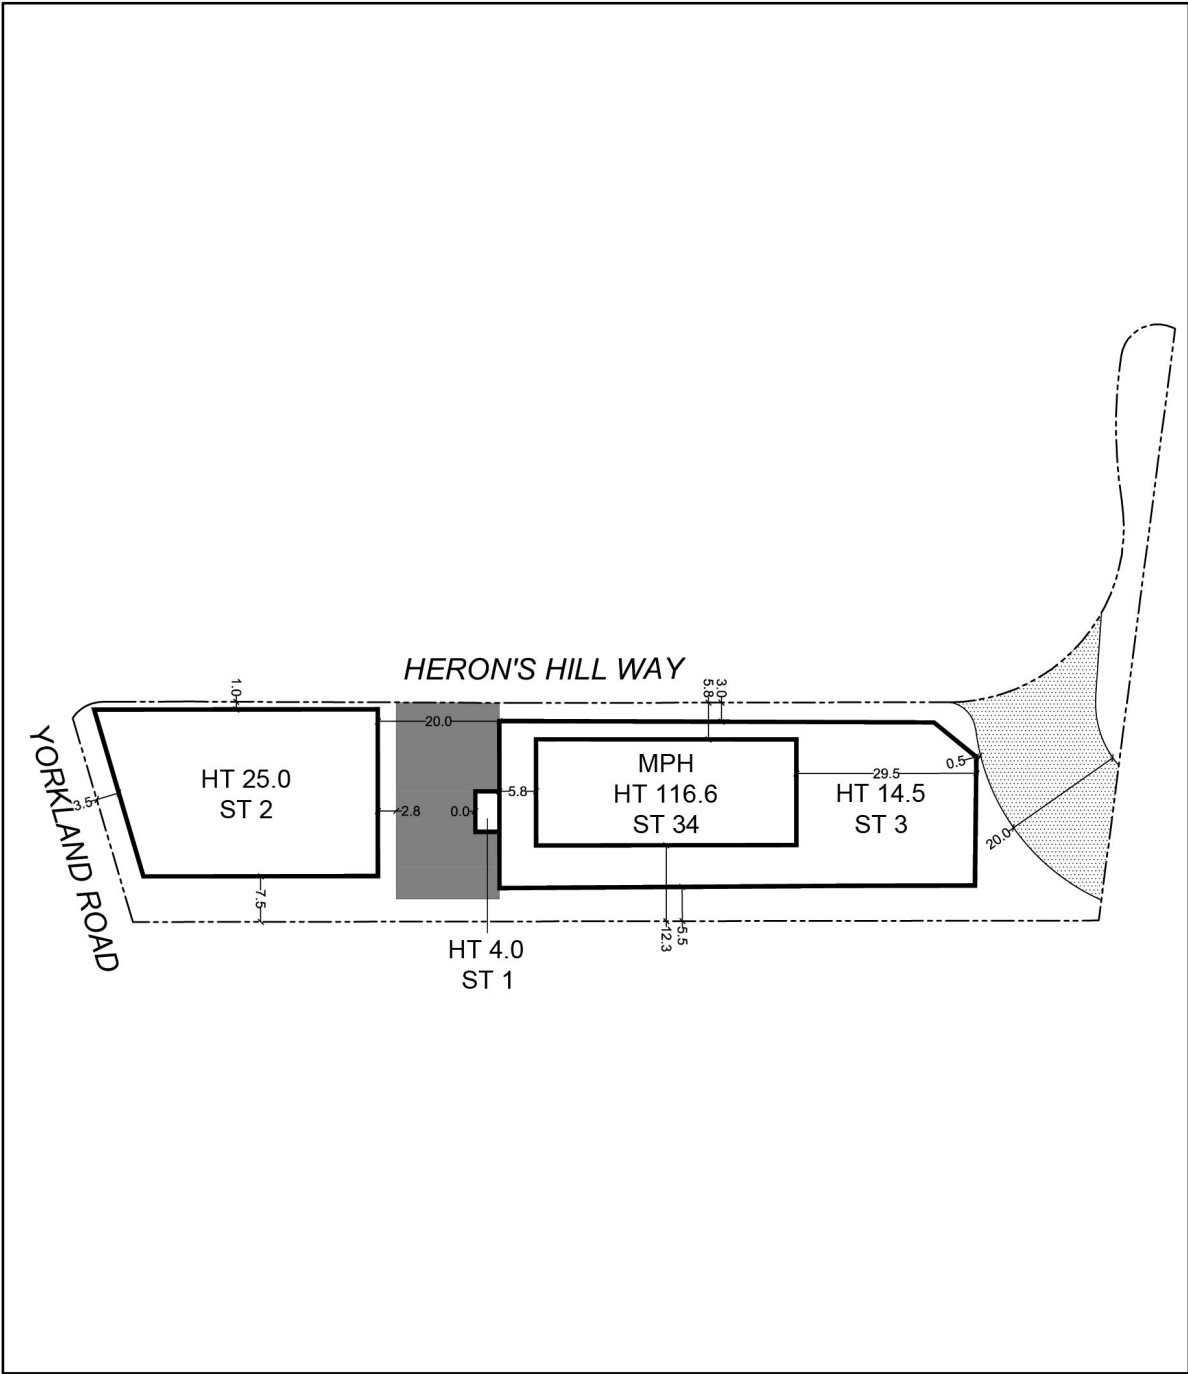 HERON'S HILL WAY
1.0
5.8
3.0
20.0
YORKLAND ROAD
3.5
HT 25.0
ST 2
2.8
0.0
5.8
MPH
HT 116.6
ST 34
29.5
HT 14.5
ST 3
0.5
20.0
7.5
12.3
5.5
HT 4.0
ST 1